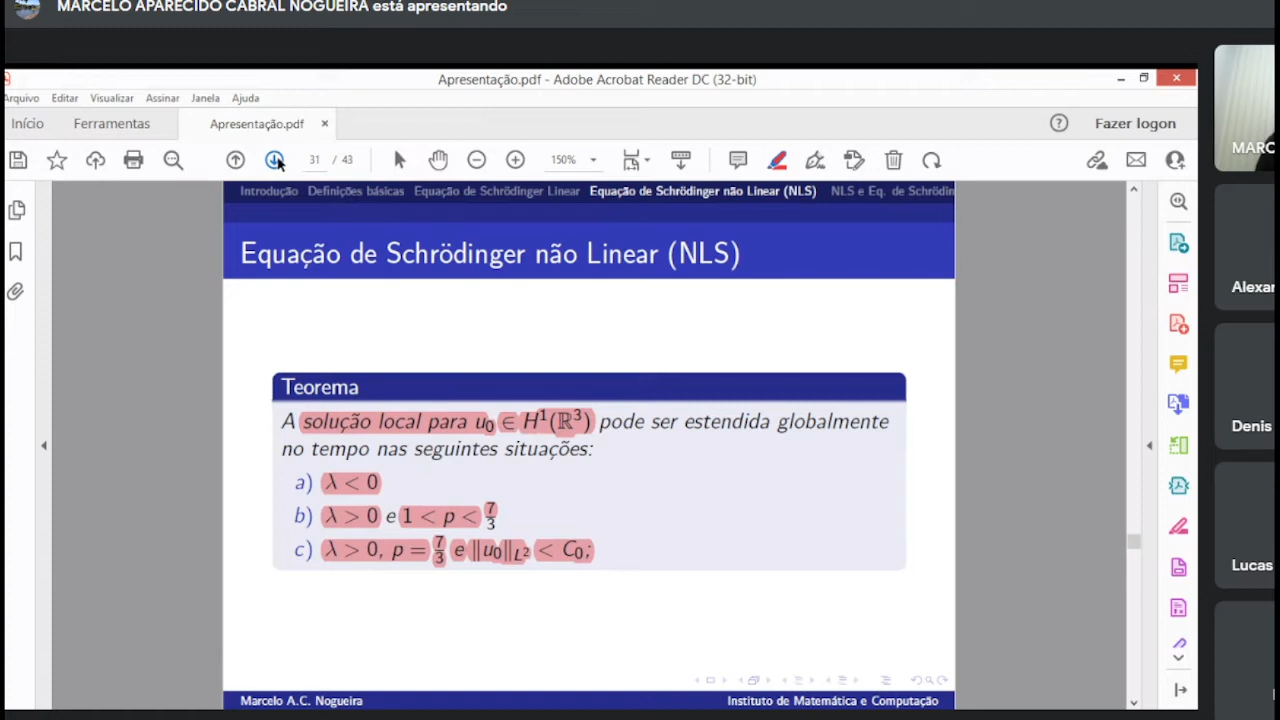 MARCELO APARECIDO CABRAL NOGUEIRA está apresentando
Apresentação.pdf - Adobe Acrobat Reader DC (32-bit)
Arquivo Editar Visualizar Assinar Janela Ajuda
Início Ferramentas Apresentação.pdf × Fazer logon
31 / 43 150%
Introdução Definições básicas Equação de Schrödinger Linear Equação de Schrödinger não Linear (NLS) NLS e Eq. de Schrödin
Equação de Schrödinger não Linear (NLS)
Teorema
A solução local para u₀ ∈ H¹(ℝ³) pode ser estendida globalmente
no tempo nas seguintes situações:
a) λ < 0
b) λ > 0 e 1 < p < 7/3
c) λ > 0, p = 7/3 e ‖u₀‖_L² < C₀;
Marcelo A.C. Nogueira Instituto de Matemática e Computação
MARC
Alexan
Denis
Lucas